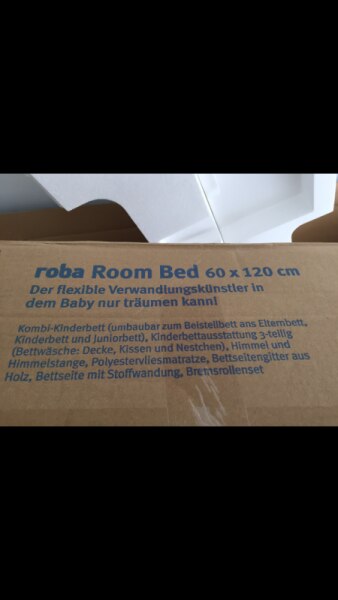 roba Room Bed 60 x 120 cm
Der flexible Verwandlungskünstler in
dem Baby nur träumen kann!
Kombi-Kinderbett (umbaubar zum Beistellbett ans Elternbett,
Kinderbett und Juniorbett), Kinderbettausstattung 3-teilig
(Bettwäsche: Decke, Kissen und Nestchen), Himmel und
Himmelstange, Polyestervliesmatratze, Bettseitengitter aus
Holz, Bettseite mit Stoffwandung, Bremsrollenset